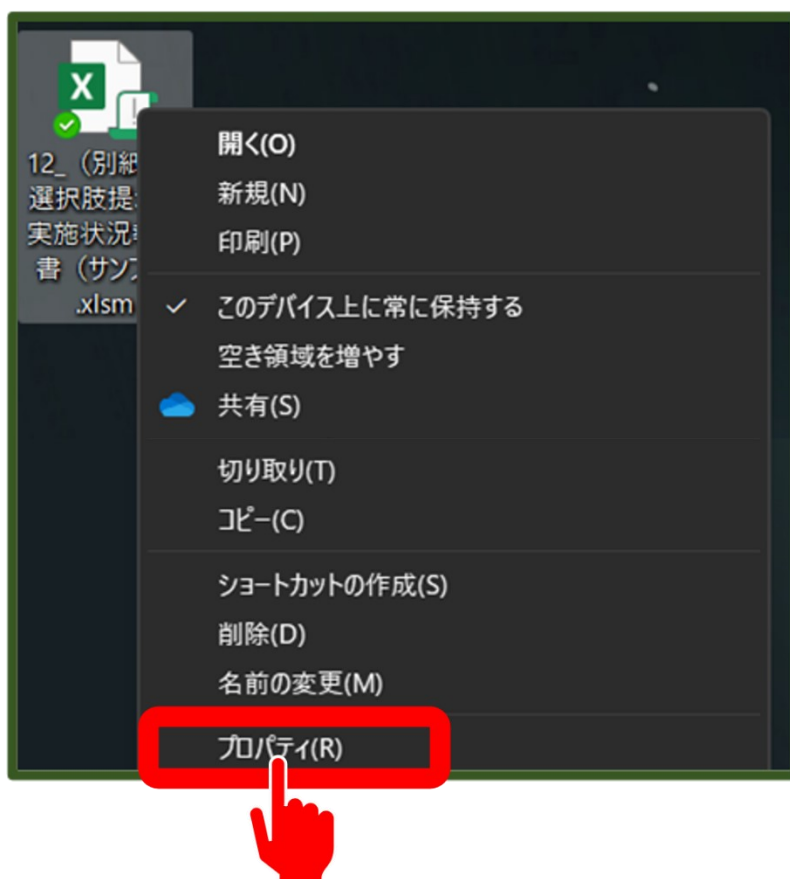 12_（別紙
選択肢提
実施状況
書（サン
.xlsm
開く(O)
新規(N)
印刷(P)
このデバイス上に常に保持する
空き領域を増やす
共有(S)
切り取り(T)
コピー(C)
ショートカットの作成(S)
削除(D)
名前の変更(M)
プロパティ(R)